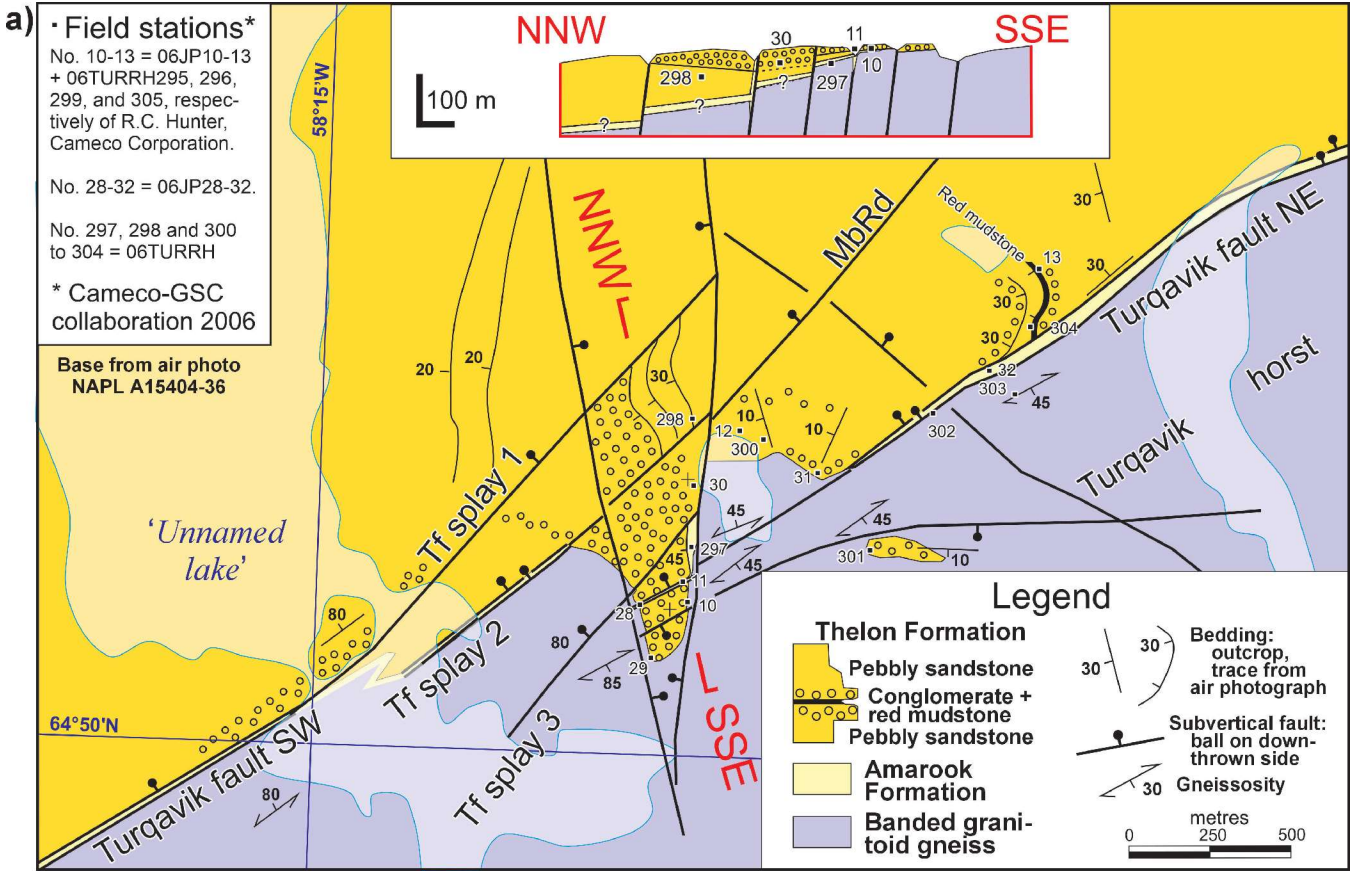 a)
· Field stations*
No. 10-13 = 06JP10-13
+ 06TURRH295, 296,
299, and 305, respec-
tively of R.C. Hunter,
Cameco Corporation.
No. 28-32 = 06JP28-32.
No. 297, 298 and 300
to 304 = 06TURRH
* Cameco-GSC
collaboration 2006
Base from air photo
NAPL A15404-36
58°15'W
NNW
SSE
100 m
30
11
298
10
297
?
?
?
NNW
MbRd
Red mudstone
13
30
30
30
304
30
32
303
45
Turqavik fault NE
horst
Turqavik
20
20
30
298
12
10
300
10
31
302
Tf splay 1
30
45
45
301
10
'Unnamed
lake'
45
297
45
11
10
28
29
80
80
85
Tf splay 2
Tf splay 3
SSE
64°50'N
Turqavik fault SW
80
Legend
Thelon Formation
Pebbly sandstone
Conglomerate +
red mudstone
Pebbly sandstone
Amarook
Formation
Banded grani-
toid gneiss
30
30
Bedding:
outcrop,
trace from
air photograph
Subvertical fault:
ball on down-
thrown side
30
Gneissosity
metres
0 250 500